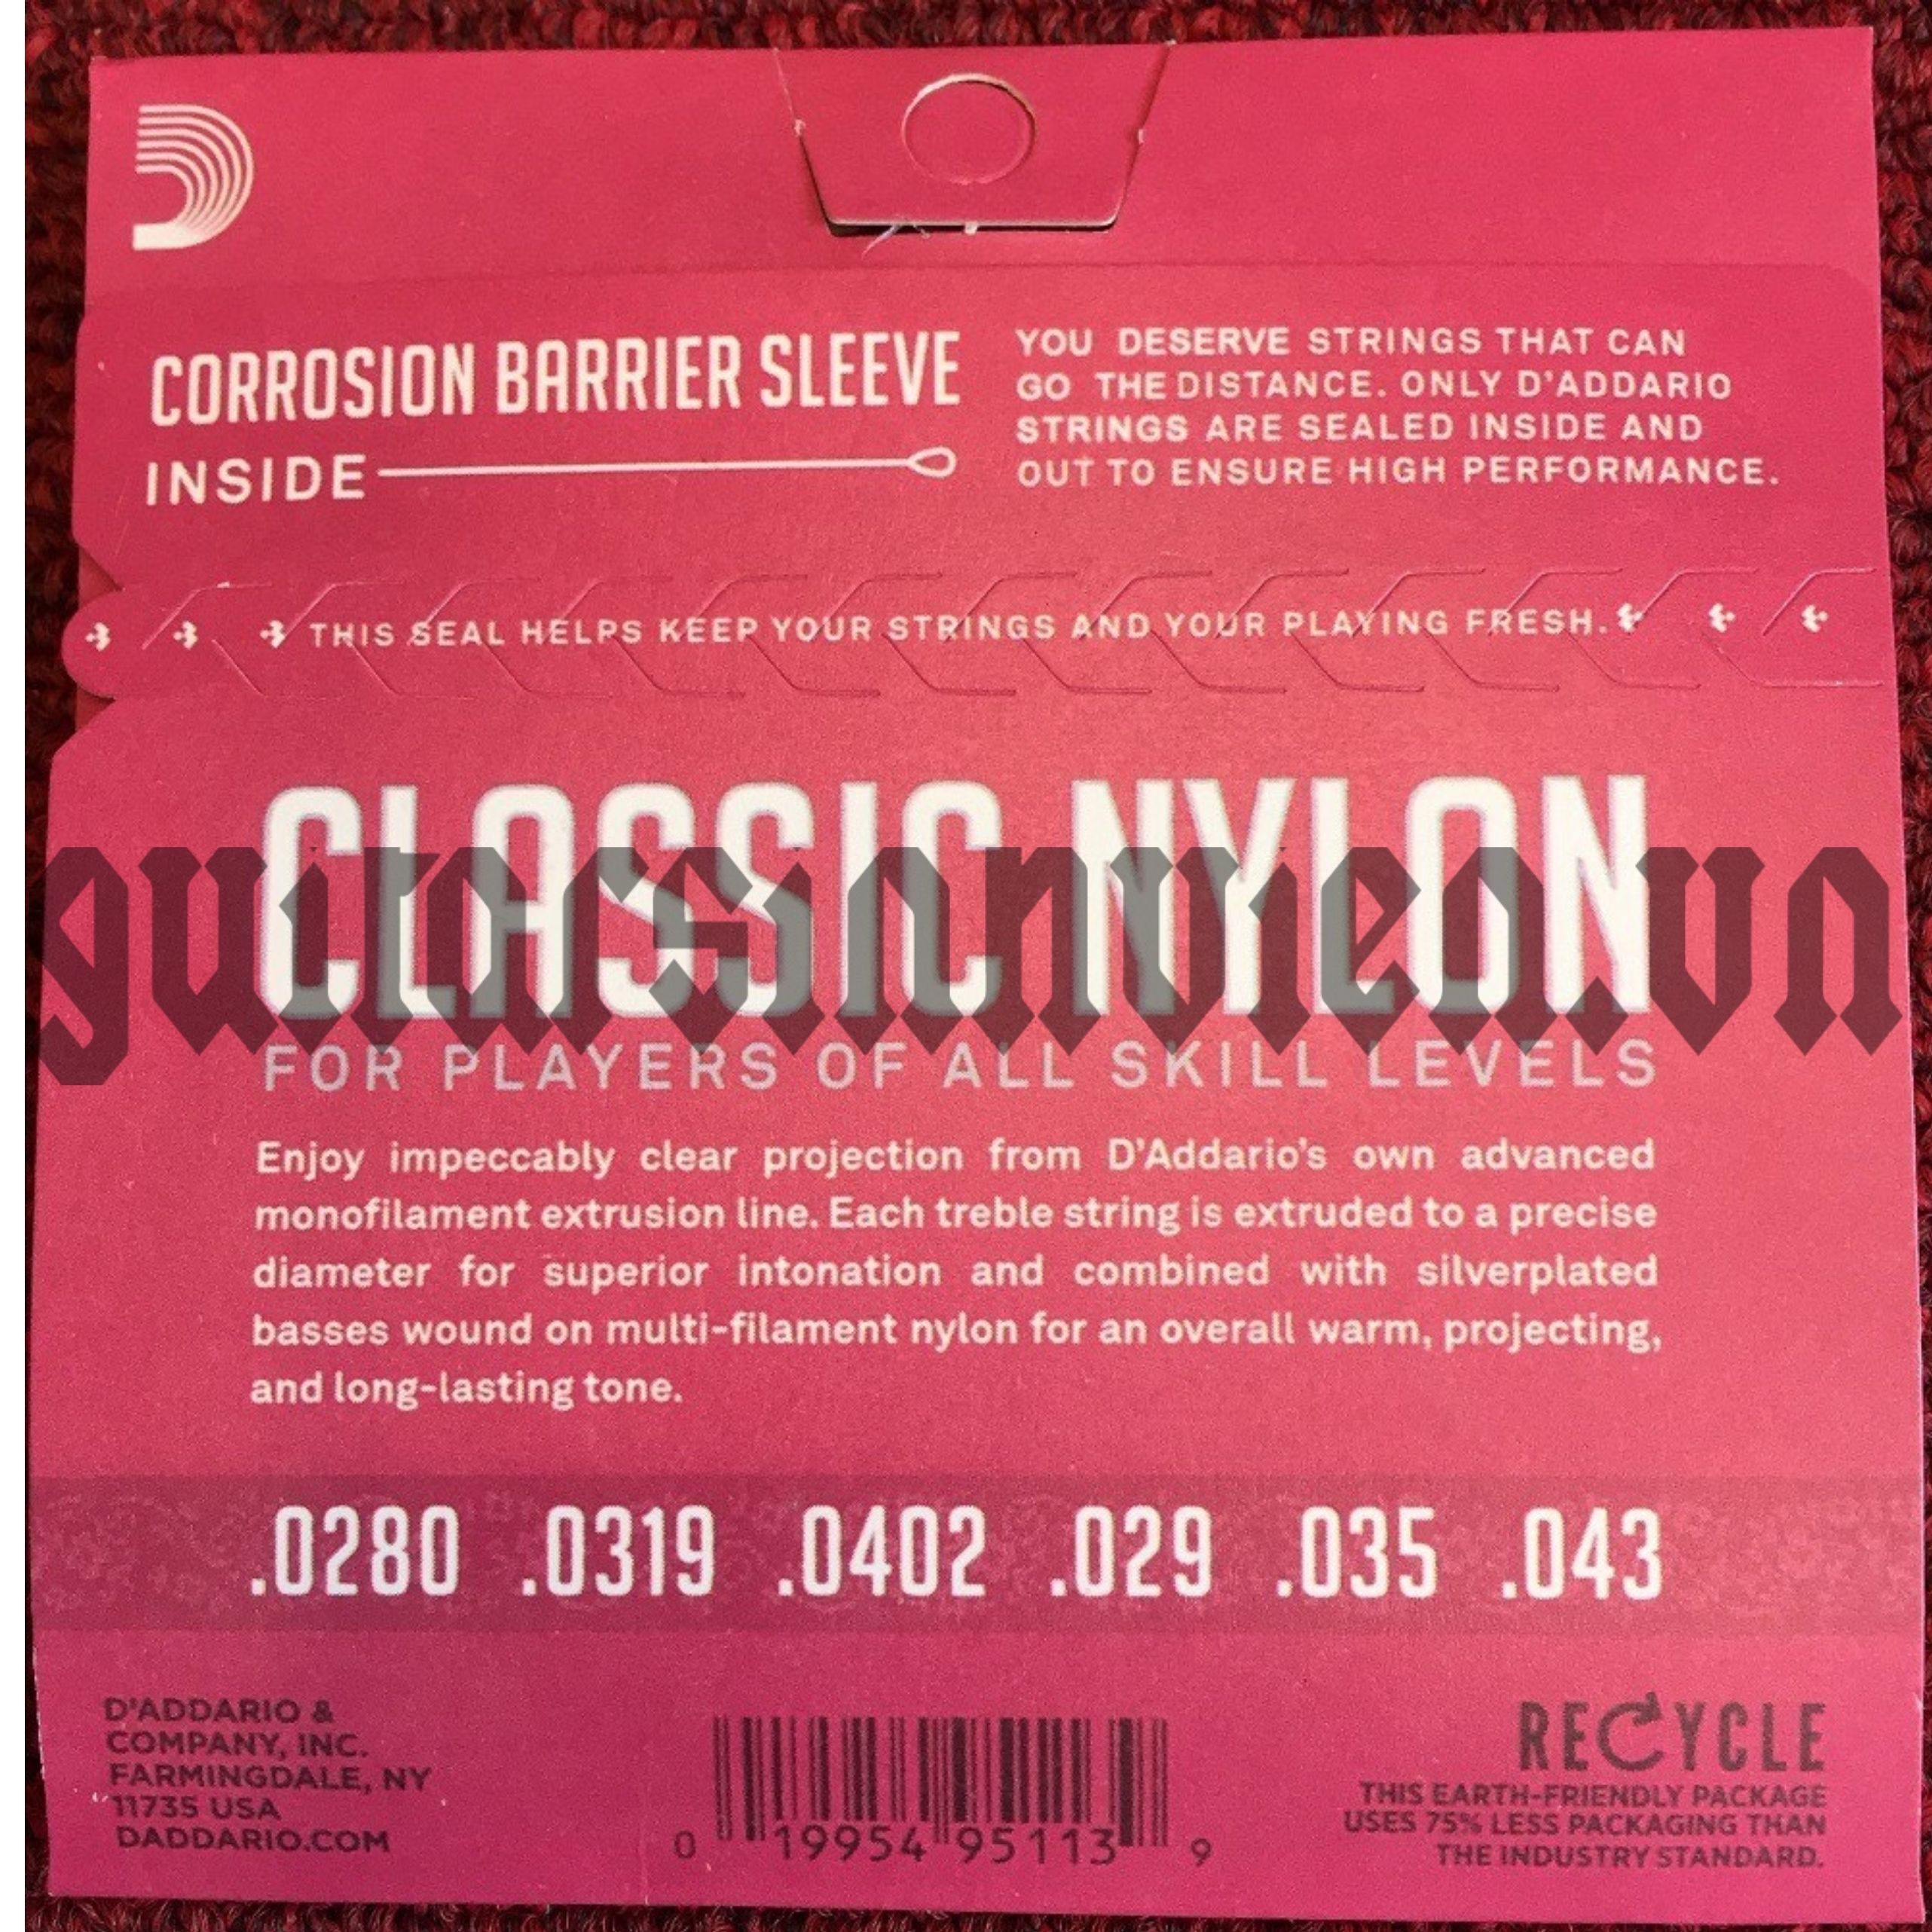 CORROSION BARRIER SLEEVE
INSIDE
YOU DESERVE STRINGS THAT CAN
GO THE DISTANCE. ONLY D'ADDARIO
STRINGS ARE SEALED INSIDE AND
OUT TO ENSURE HIGH PERFORMANCE.
THIS SEAL HELPS KEEP YOUR STRINGS AND YOUR PLAYING FRESH.
CLASSIC NYLON
FOR PLAYERS OF ALL SKILL LEVELS
Enjoy impeccably clear projection from D'Addario's own advanced
monofilament extrusion line. Each treble string is extruded to a precise
diameter for superior intonation and combined with silverplated
basses wound on multi-filament nylon for an overall warm, projecting,
and long-lasting tone.
.0280 .0319 .0402 .029 .035 .043
D'ADDARIO &
COMPANY, INC.
FARMINGDALE, NY
11735 USA
DADDARIO.COM
0 19954 95113 9
RECYCLE
THIS EARTH-FRIENDLY PACKAGE
USES 75% LESS PACKAGING THAN
THE INDUSTRY STANDARD.